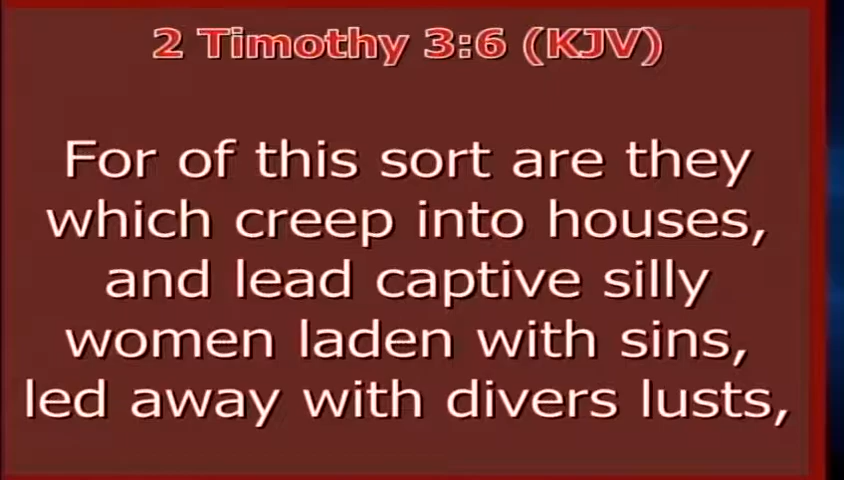 2 Timothy 3:6 (KJV)
For of this sort are they
which creep into houses,
and lead captive silly
women laden with sins,
led away with divers lusts,